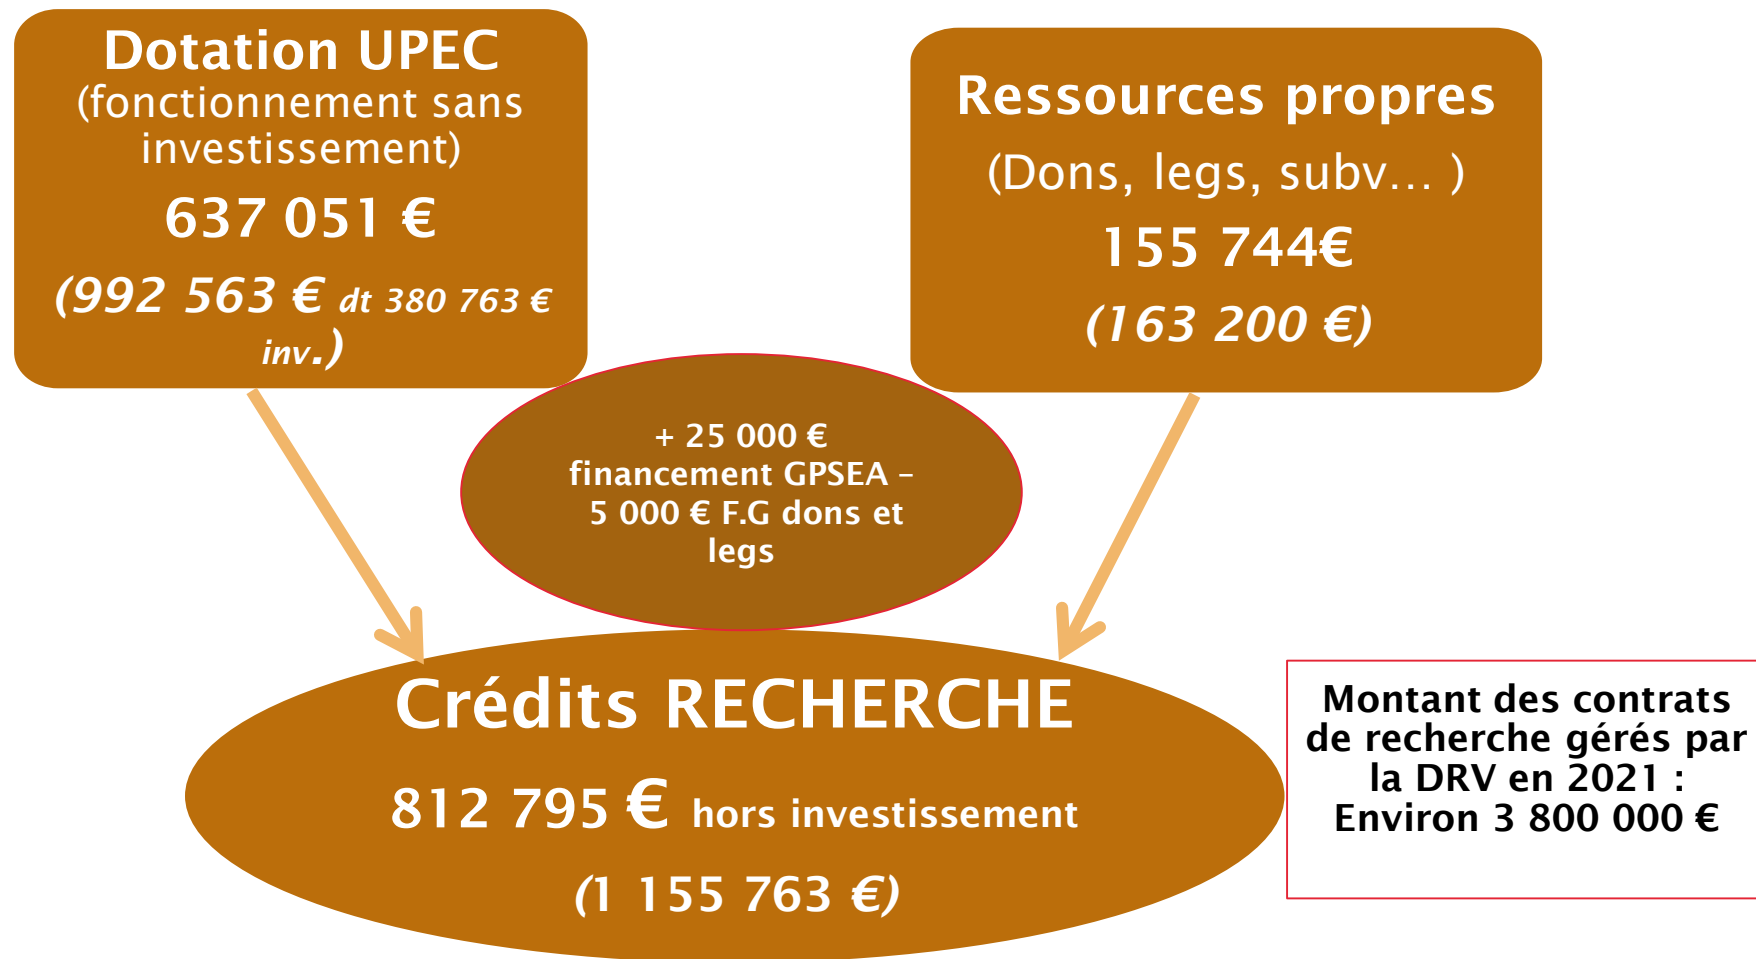 Dotation UPEC
(fonctionnement sans
investissement)
637 051 €
(992 563 € dt 380 763 €
inv.)
Ressources propres
(Dons, legs, subv... )
155 744€
(163 200 €)
+ 25 000 €
financement GPSEA –
5 000 € F.G dons et
legs
Crédits RECHERCHE
812 795 € hors investissement
(1 155 763 €)
Montant des contrats
de recherche gérés par
la DRV en 2021 :
Environ 3 800 000 €